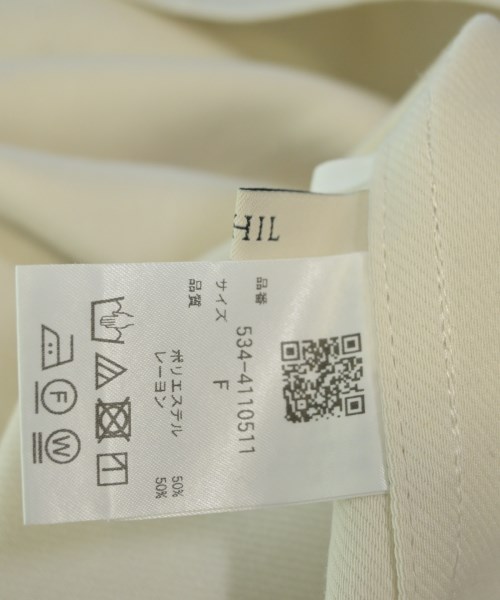 HIL
品番
534-4110511
サイズ
F
品質
ポリエステル 50%
レーヨン 50%
F
W